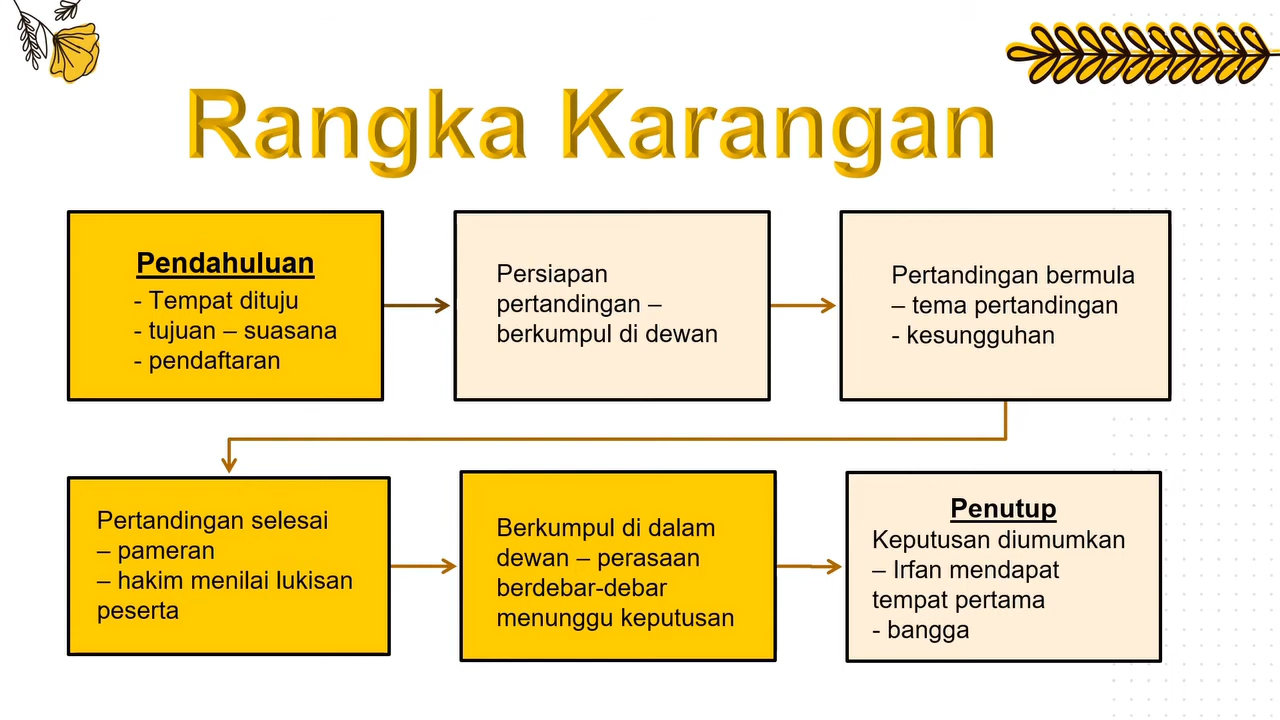 Rangka Karangan
Pendahuluan
- Tempat dituju
- tujuan – suasana
- pendaftaran
Persiapan
pertandingan –
berkumpul di dewan
Pertandingan bermula
– tema pertandingan
- kesungguhan
Pertandingan selesai
– pameran
– hakim menilai lukisan
peserta
Berkumpul di dalam
dewan – perasaan
berdebar-debar
menunggu keputusan
Penutup
Keputusan diumumkan
– Irfan mendapat
tempat pertama
- bangga